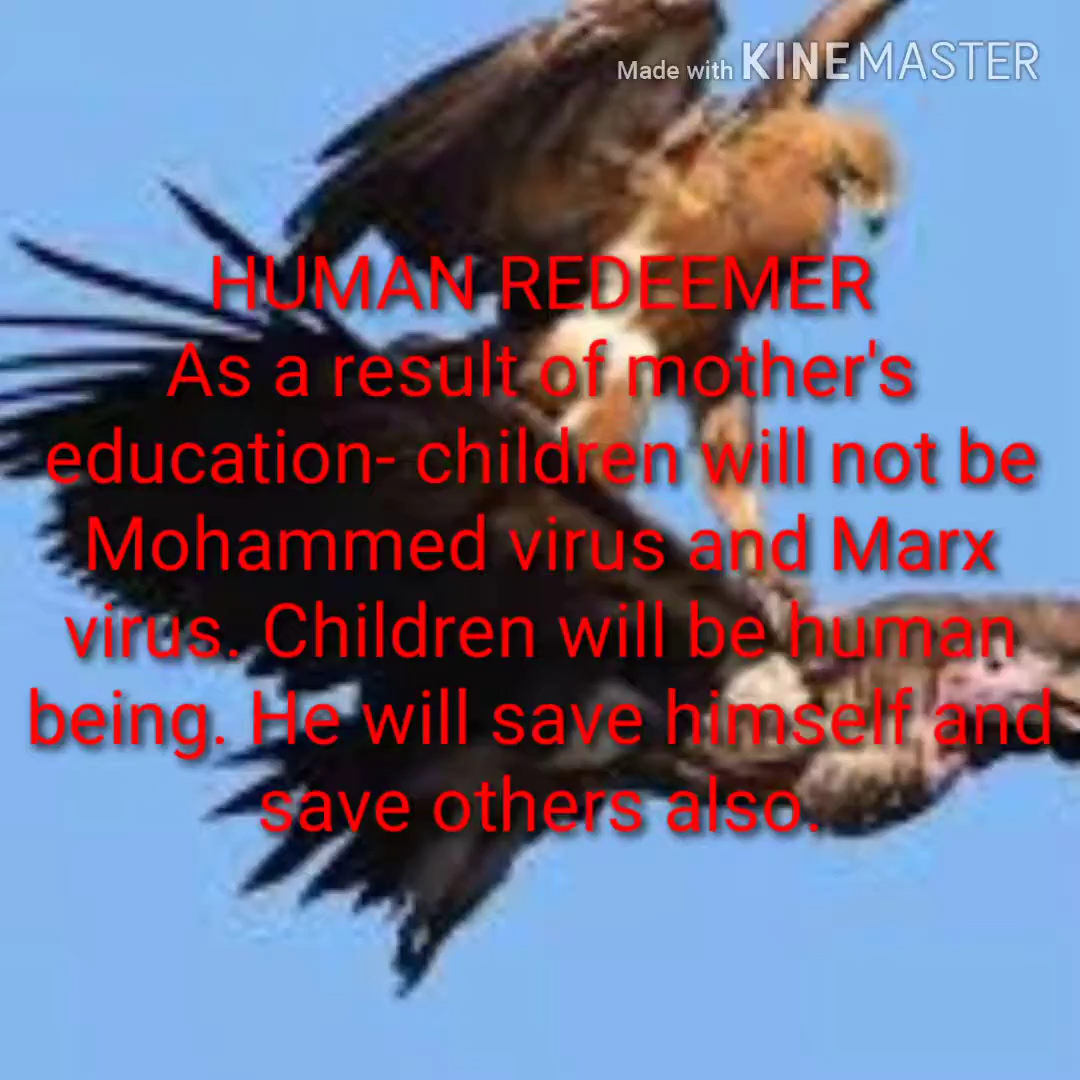 Made with KINEMASTER
HUMAN REDEEMER
As a result of mother's
education- children will not be
Mohammed virus and Marx
virus. Children will be human
being. He will save himself and
save others also.